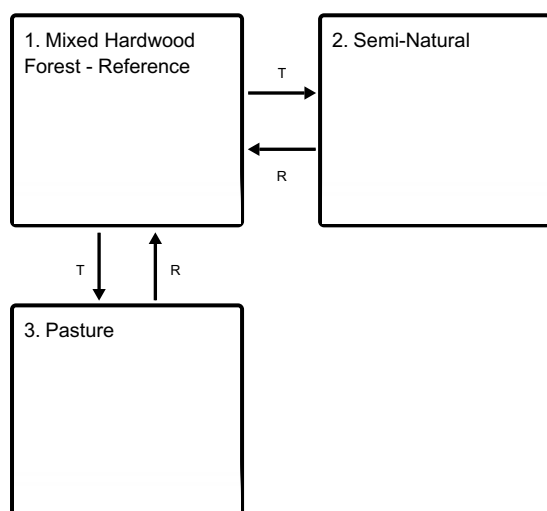 1. Mixed Hardwood
Forest - Reference
2. Semi-Natural
T
R
T
R
3. Pasture